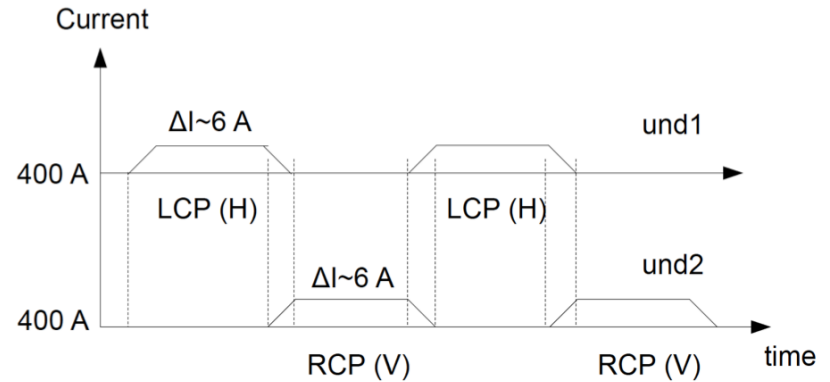 Current
ΔI~6 A
und1
400 A
LCP (H)
LCP (H)
und2
ΔI~6 A
400 A
time
RCP (V)
RCP (V)